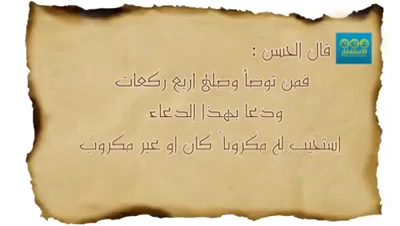 قال الحسن :
فمن توضأ وصلى اربع ركعات
ودعا بهذا الدعاء
استجيب له مكروباً كان او غير مكروب